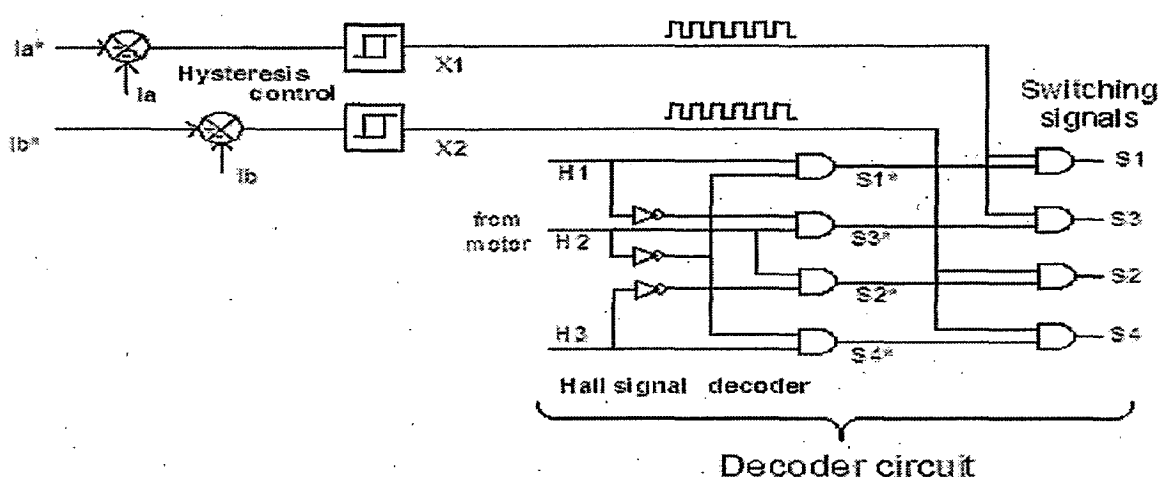 Ia*
Ia
Hysteresis
control
X1
Ib*
Ib
X2
Switching
signals
H1
S1*
S1
from
motor
H2
S3*
S3
S2*
S2
H3
S4*
S4
Hall signal decoder
Decoder circuit